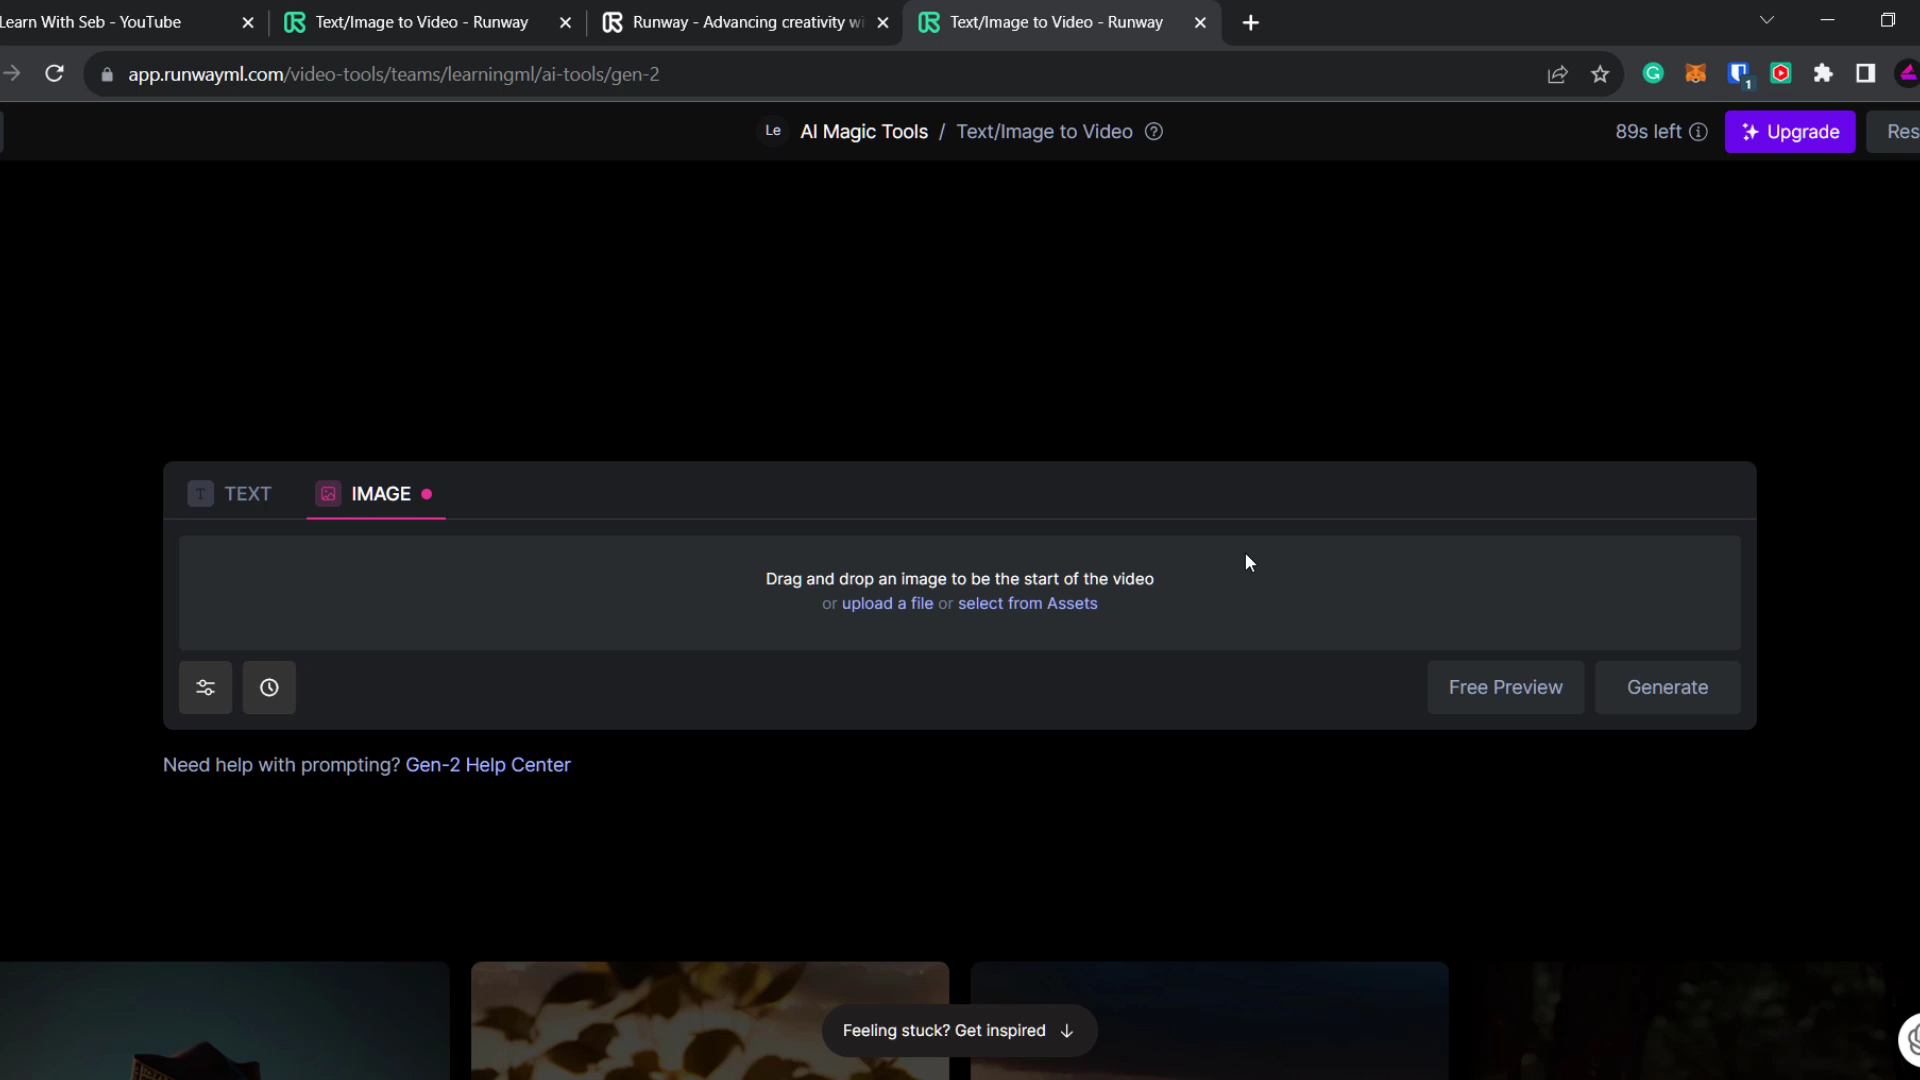 Learn With Seb - YouTube
Text/Image to Video - Runway
Runway - Advancing creativity wi
Text/Image to Video - Runway
app.runwayml.com/video-tools/teams/learningml/ai-tools/gen-2
1
Le AI Magic Tools / Text/Image to Video
89s left
Upgrade
Res
T TEXT
IMAGE
Drag and drop an image to be the start of the video
or upload a file or select from Assets
Free Preview
Generate
Need help with prompting? Gen-2 Help Center
Feeling stuck? Get inspired ↓